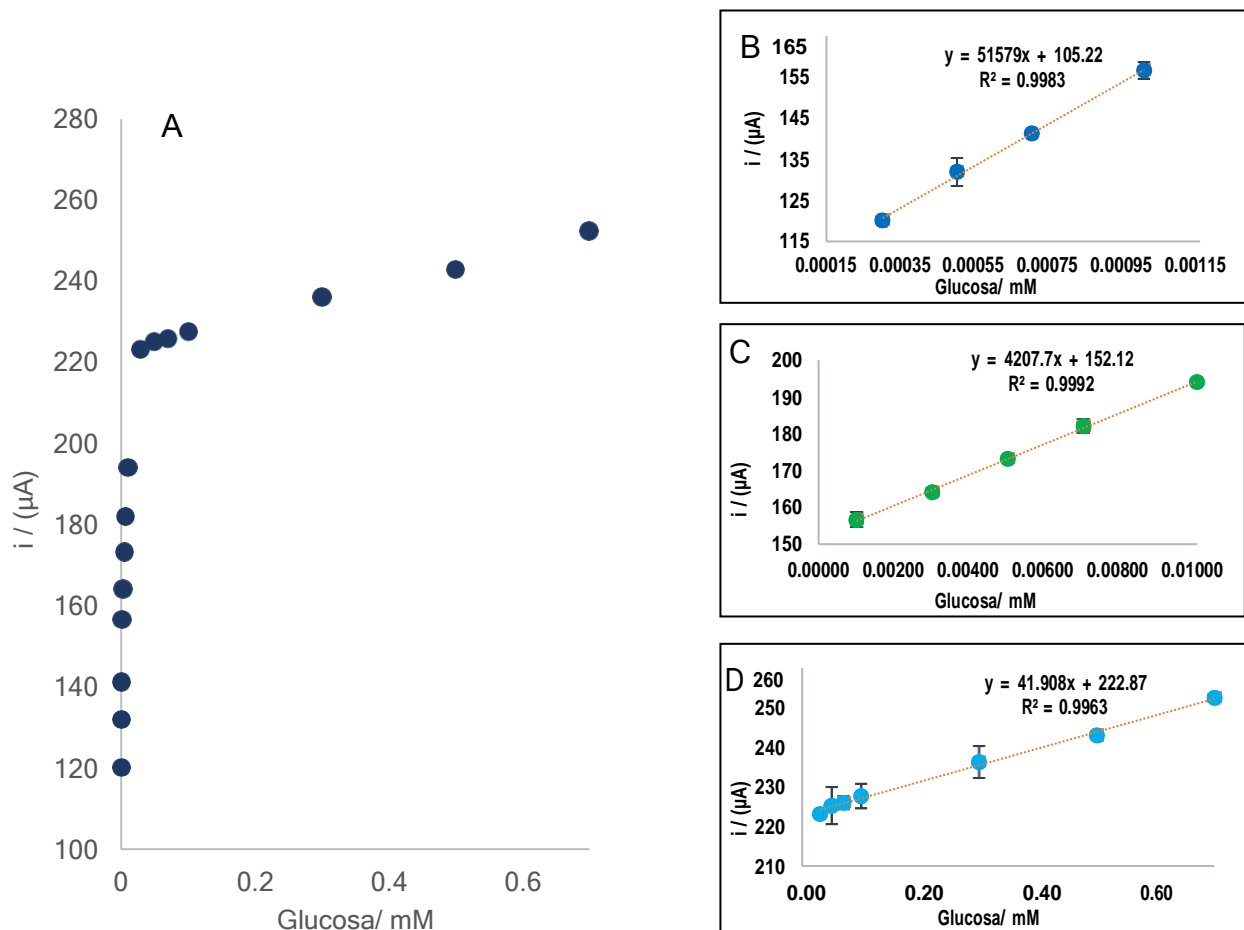 A
280
260
240
220
200
180
160
140
120
100
i / (µA)
0 0.2 0.4 0.6
Glucosa/ mM
B
y = 51579x + 105.22
R² = 0.9983
165
155
145
135
125
115
i / (µA)
0.00015 0.00035 0.00055 0.00075 0.00095 0.00115
Glucosa/ mM
C
y = 4207.7x + 152.12
R² = 0.9992
200
190
180
170
160
150
i / (µA)
0.00000 0.00200 0.00400 0.00600 0.00800 0.01000
Glucosa/ mM
D
y = 41.908x + 222.87
R² = 0.9963
260
250
240
230
220
210
i / (µA)
0.00 0.20 0.40 0.60
Glucosa/ mM